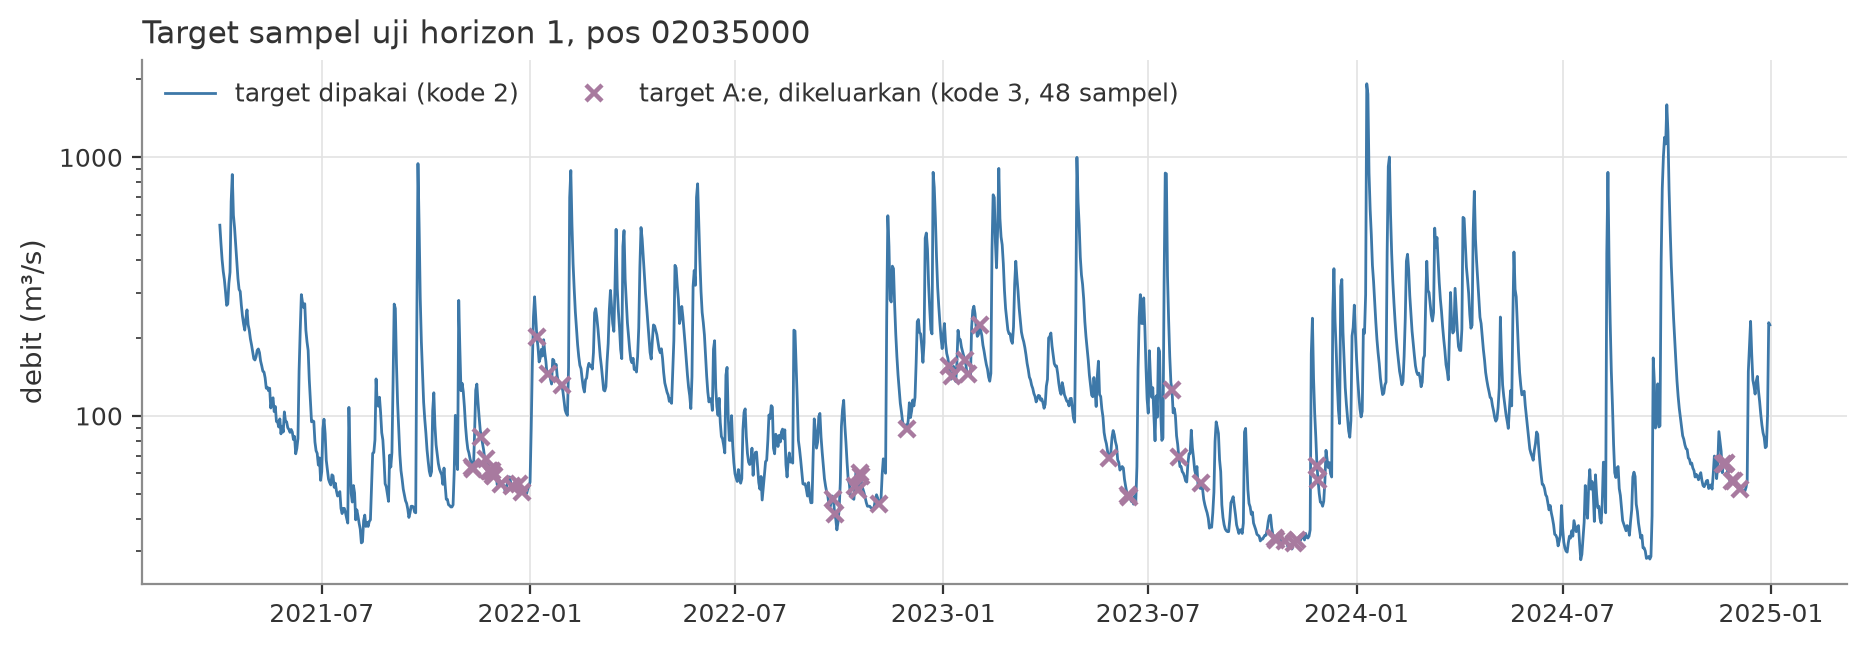 Target sampel uji horizon 1, pos 02035000
target dipakai (kode 2)
target A:e, dikeluarkan (kode 3, 48 sampel)
debit (m³/s)
1000
100
2021-07
2022-01
2022-07
2023-01
2023-07
2024-01
2024-07
2025-01